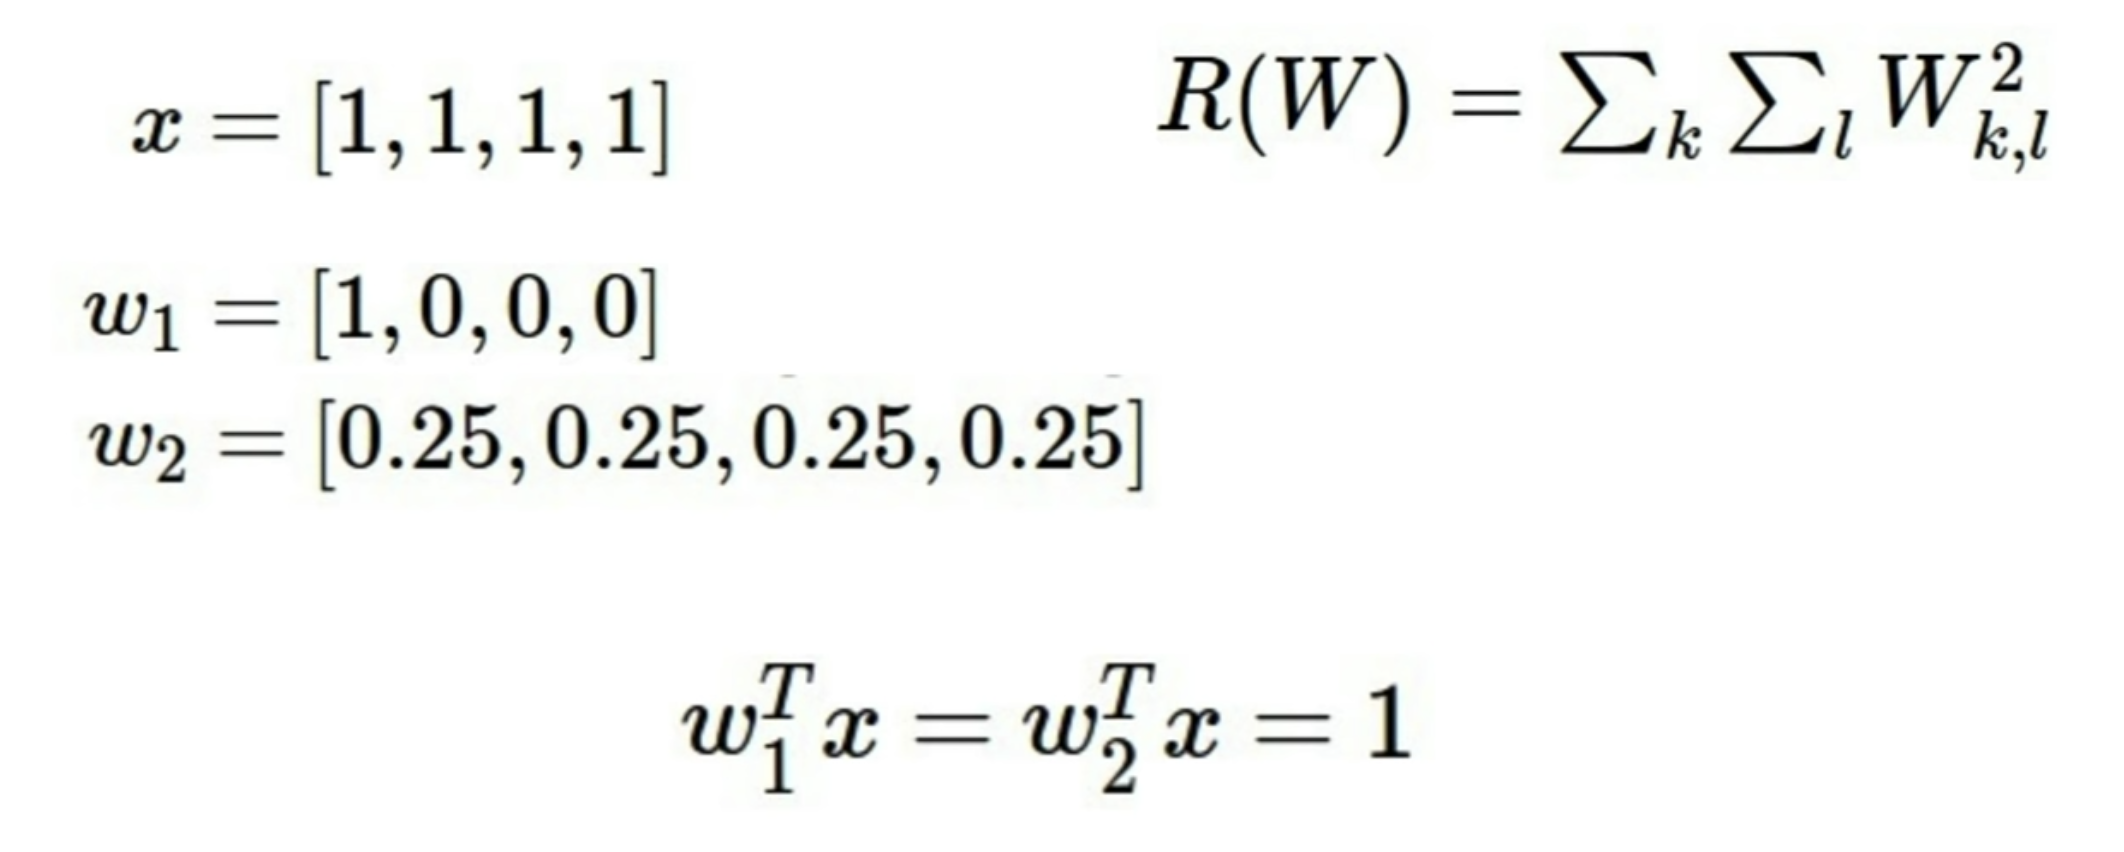 x = [1, 1, 1, 1]
R(W) = ∑_k ∑_l W_{k,l}^2
w_1 = [1, 0, 0, 0]
w_2 = [0.25, 0.25, 0.25, 0.25]
w_1^T x = w_2^T x = 1